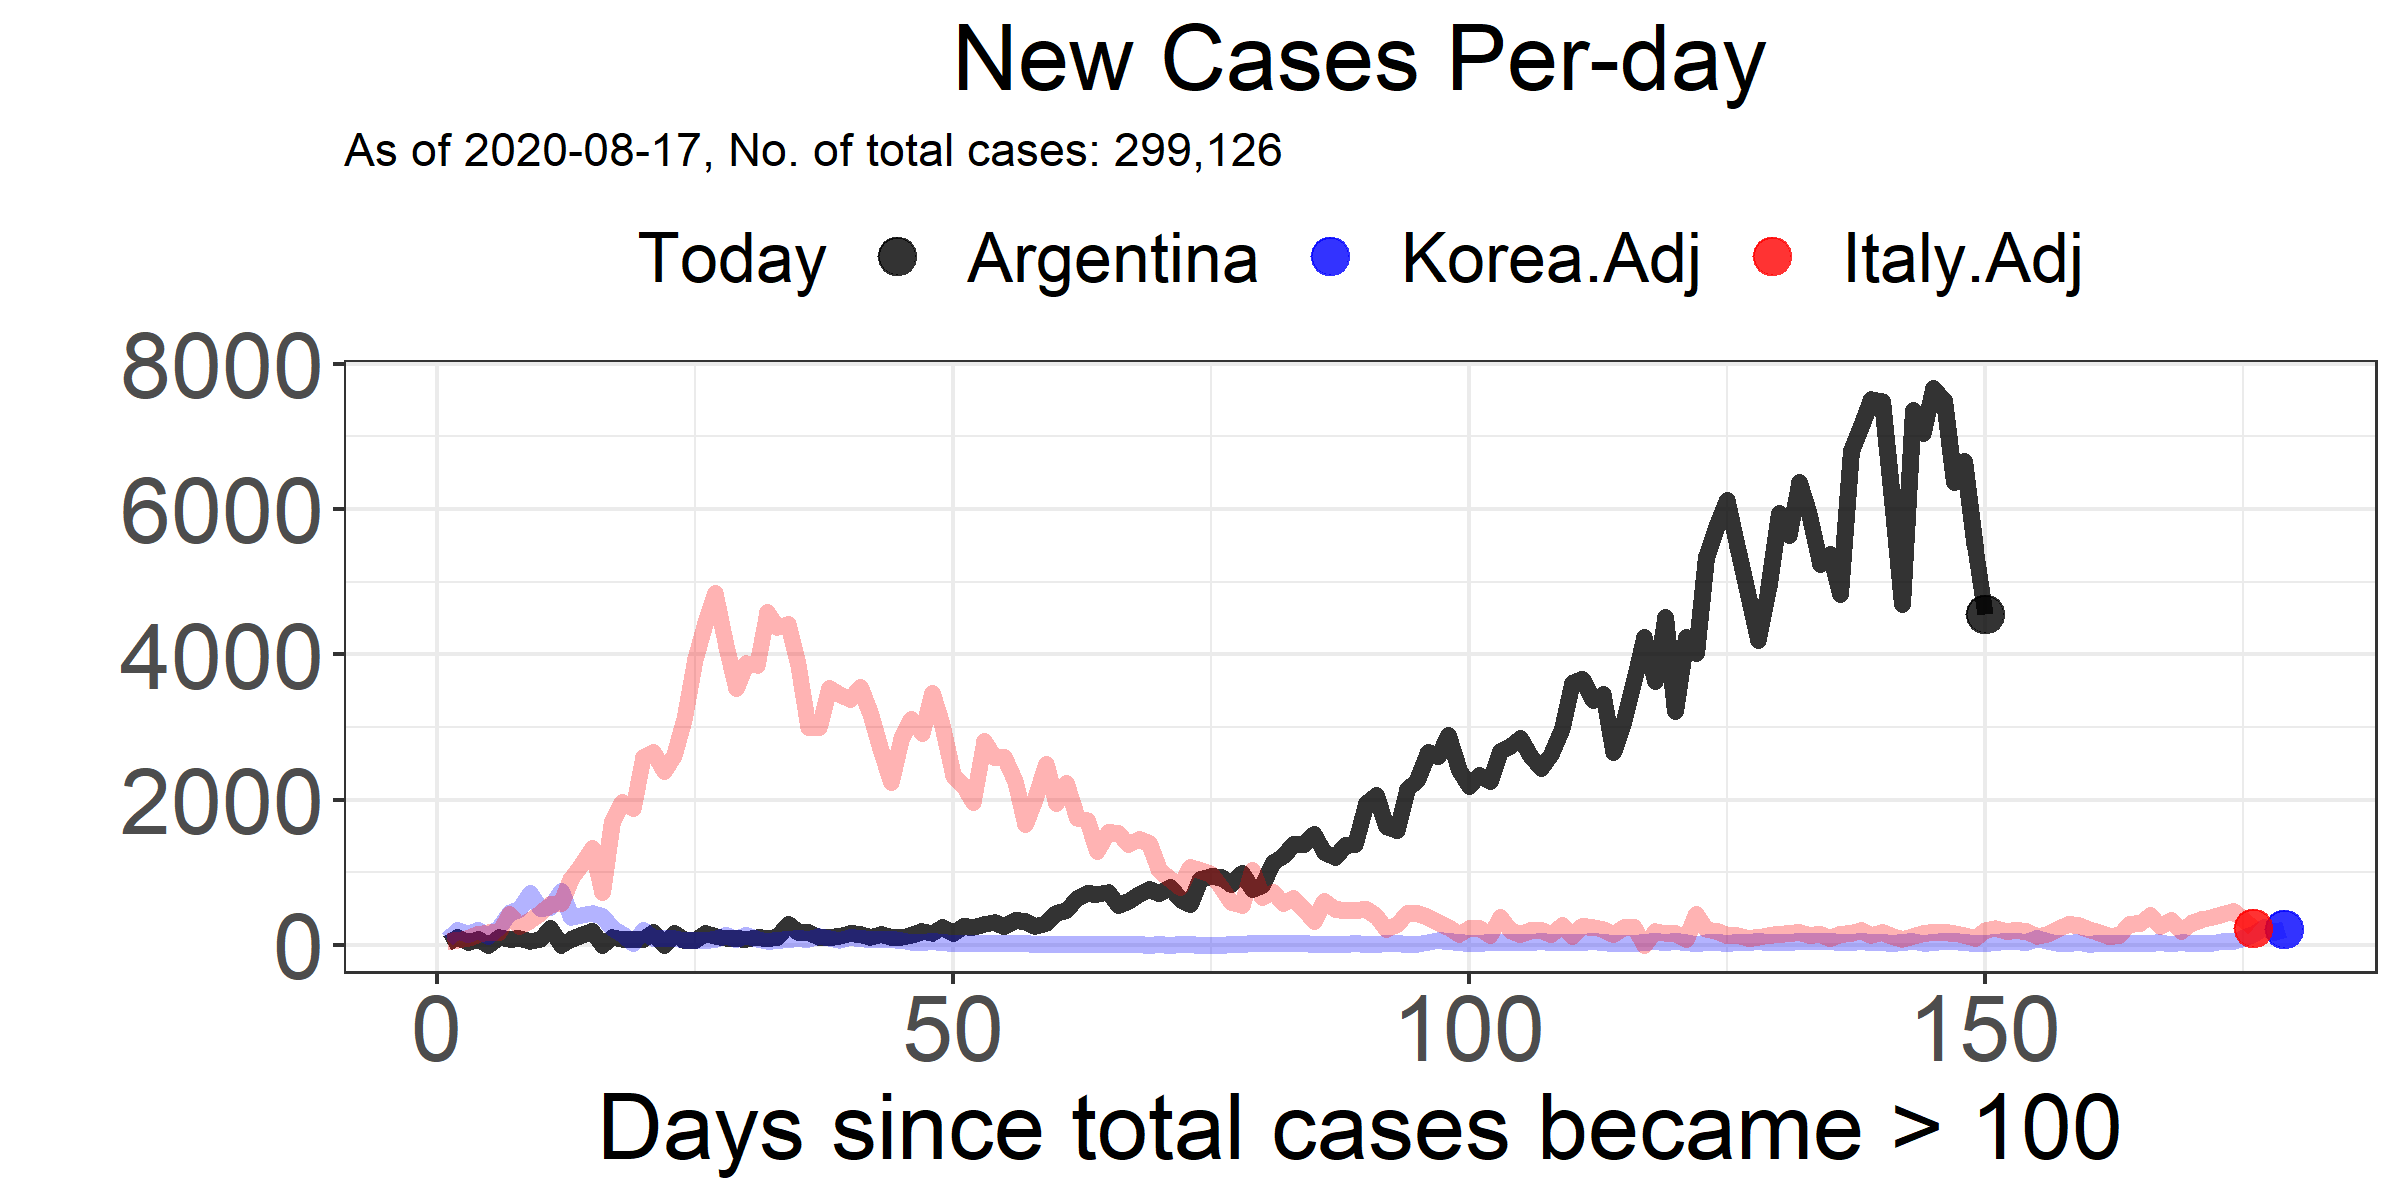 New Cases Per-day
As of 2020-08-17, No. of total cases: 299,126
Today Argentina Korea.Adj Italy.Adj
8000
6000
4000
2000
0
0 50 100 150
Days since total cases became > 100